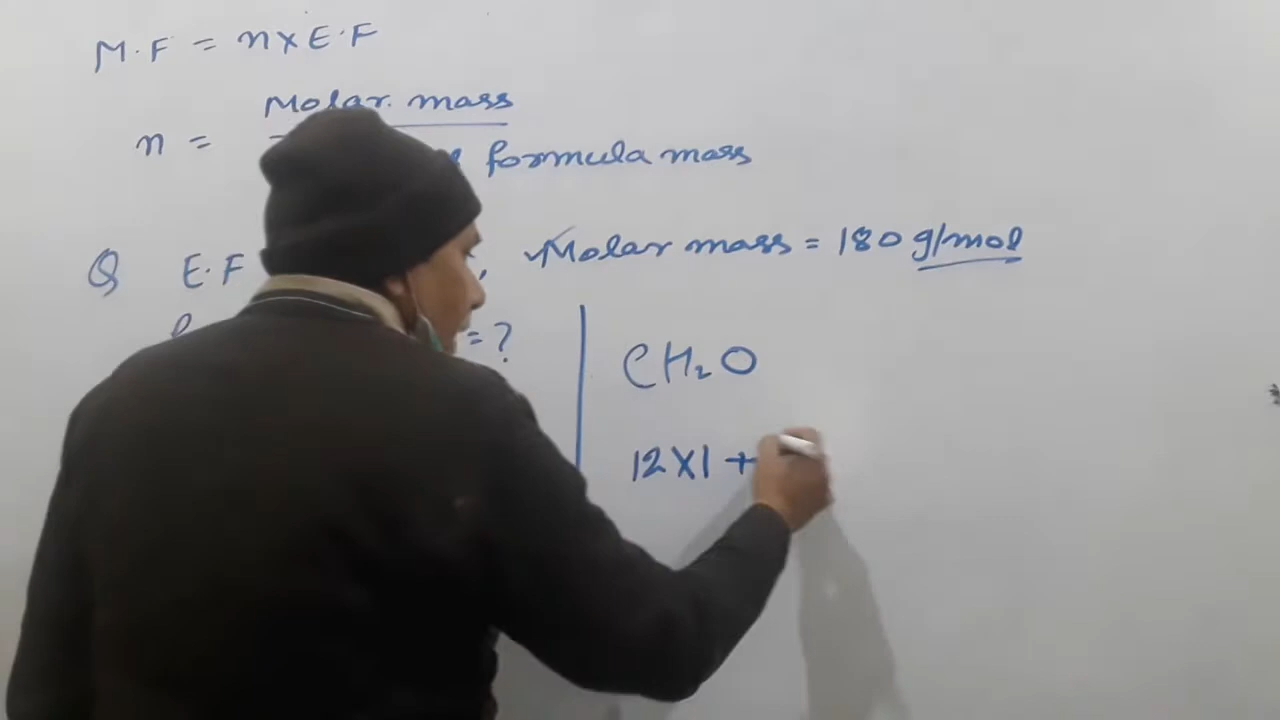 M.F = n x E.F
Molar. mass
n = formula mass
Q E.F , Molar mass = 180 g/mol
= ?
CH₂O
12 X 1 +